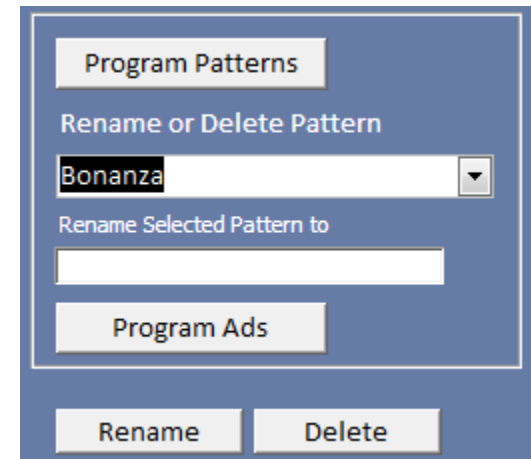 Program Patterns
Rename or Delete Pattern
Bonanza
Rename Selected Pattern to
Program Ads
Rename Delete